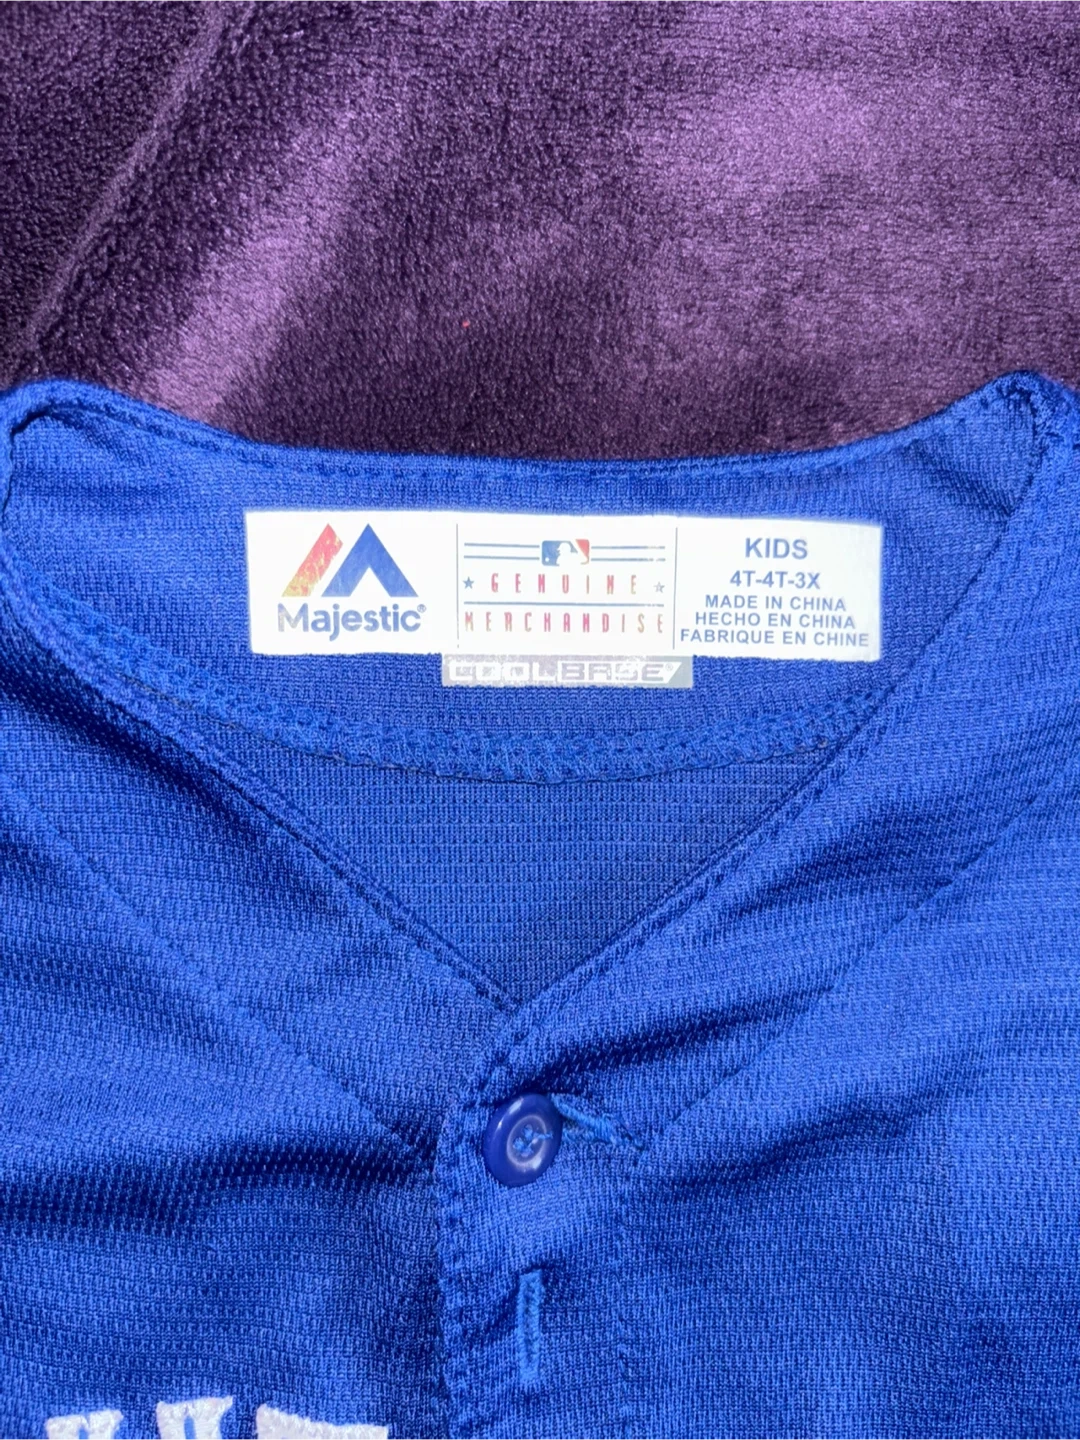 Majestic®
GENUINE
MERCHANDISE
COOLBASE
KIDS
4T-4T-3X
MADE IN CHINA
HECHO EN CHINA
FABRIQUE EN CHINE